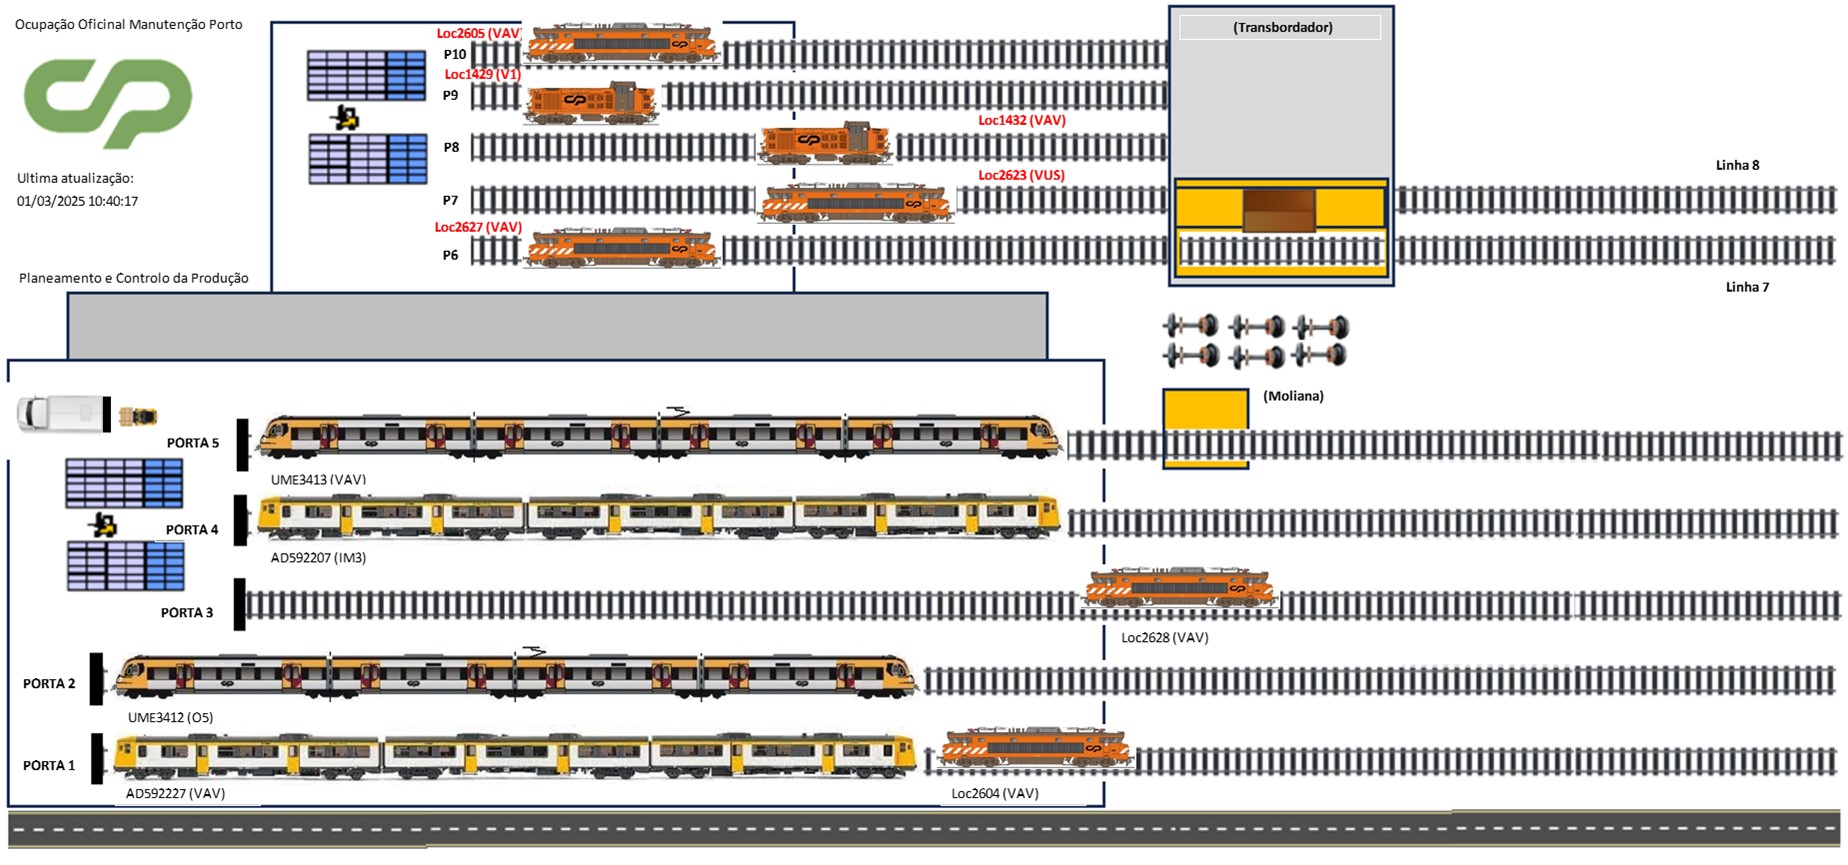 Ocupação Oficinal Manutenção Porto
CP
Ultima atualização:
01/03/2025 10:40:17
Planeamento e Controlo da Produção
Loc2605 (VAV)
P10
Loc1429 (V1)
P9
Loc1432 (VAV)
P8
Loc2623 (VUS)
P7
Loc2627 (VAV)
P6
(Transbordador)
Linha 8
Linha 7
(Moliana)
PORTA 5
UME3413 (VAV)
PORTA 4
AD592207 (IM3)
PORTA 3
Loc2628 (VAV)
PORTA 2
UME3412 (O5)
PORTA 1
AD592227 (VAV)
Loc2604 (VAV)